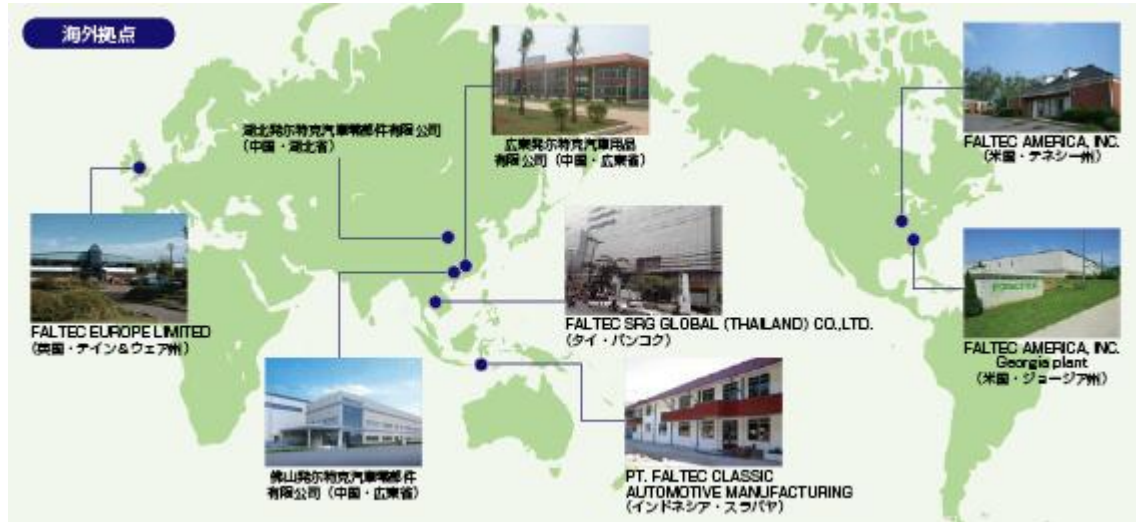 海外拠点
湖北発尔特克汽車零部件有限公司
(中国・湖北省)
広東発尔特克汽車用品
有限公司(中国・広東省)
FALTEC AMERICA, INC.
(米国・テネシー州)
FALTEC EUROPE LIMITED
(英国・テイン&ウェア州)
FALTEC SRG GLOBAL (THAILAND) CO.,LTD.
(タイ・バンコク)
FALTEC AMERICA, INC.
Georgia plant
(米国・ジョージア州)
佛山発尔特克汽車零部件
有限公司(中国・広東省)
PT. FALTEC CLASSIC
AUTOMOTIVE MANUFACTURING
(インドネシア・スラバヤ)